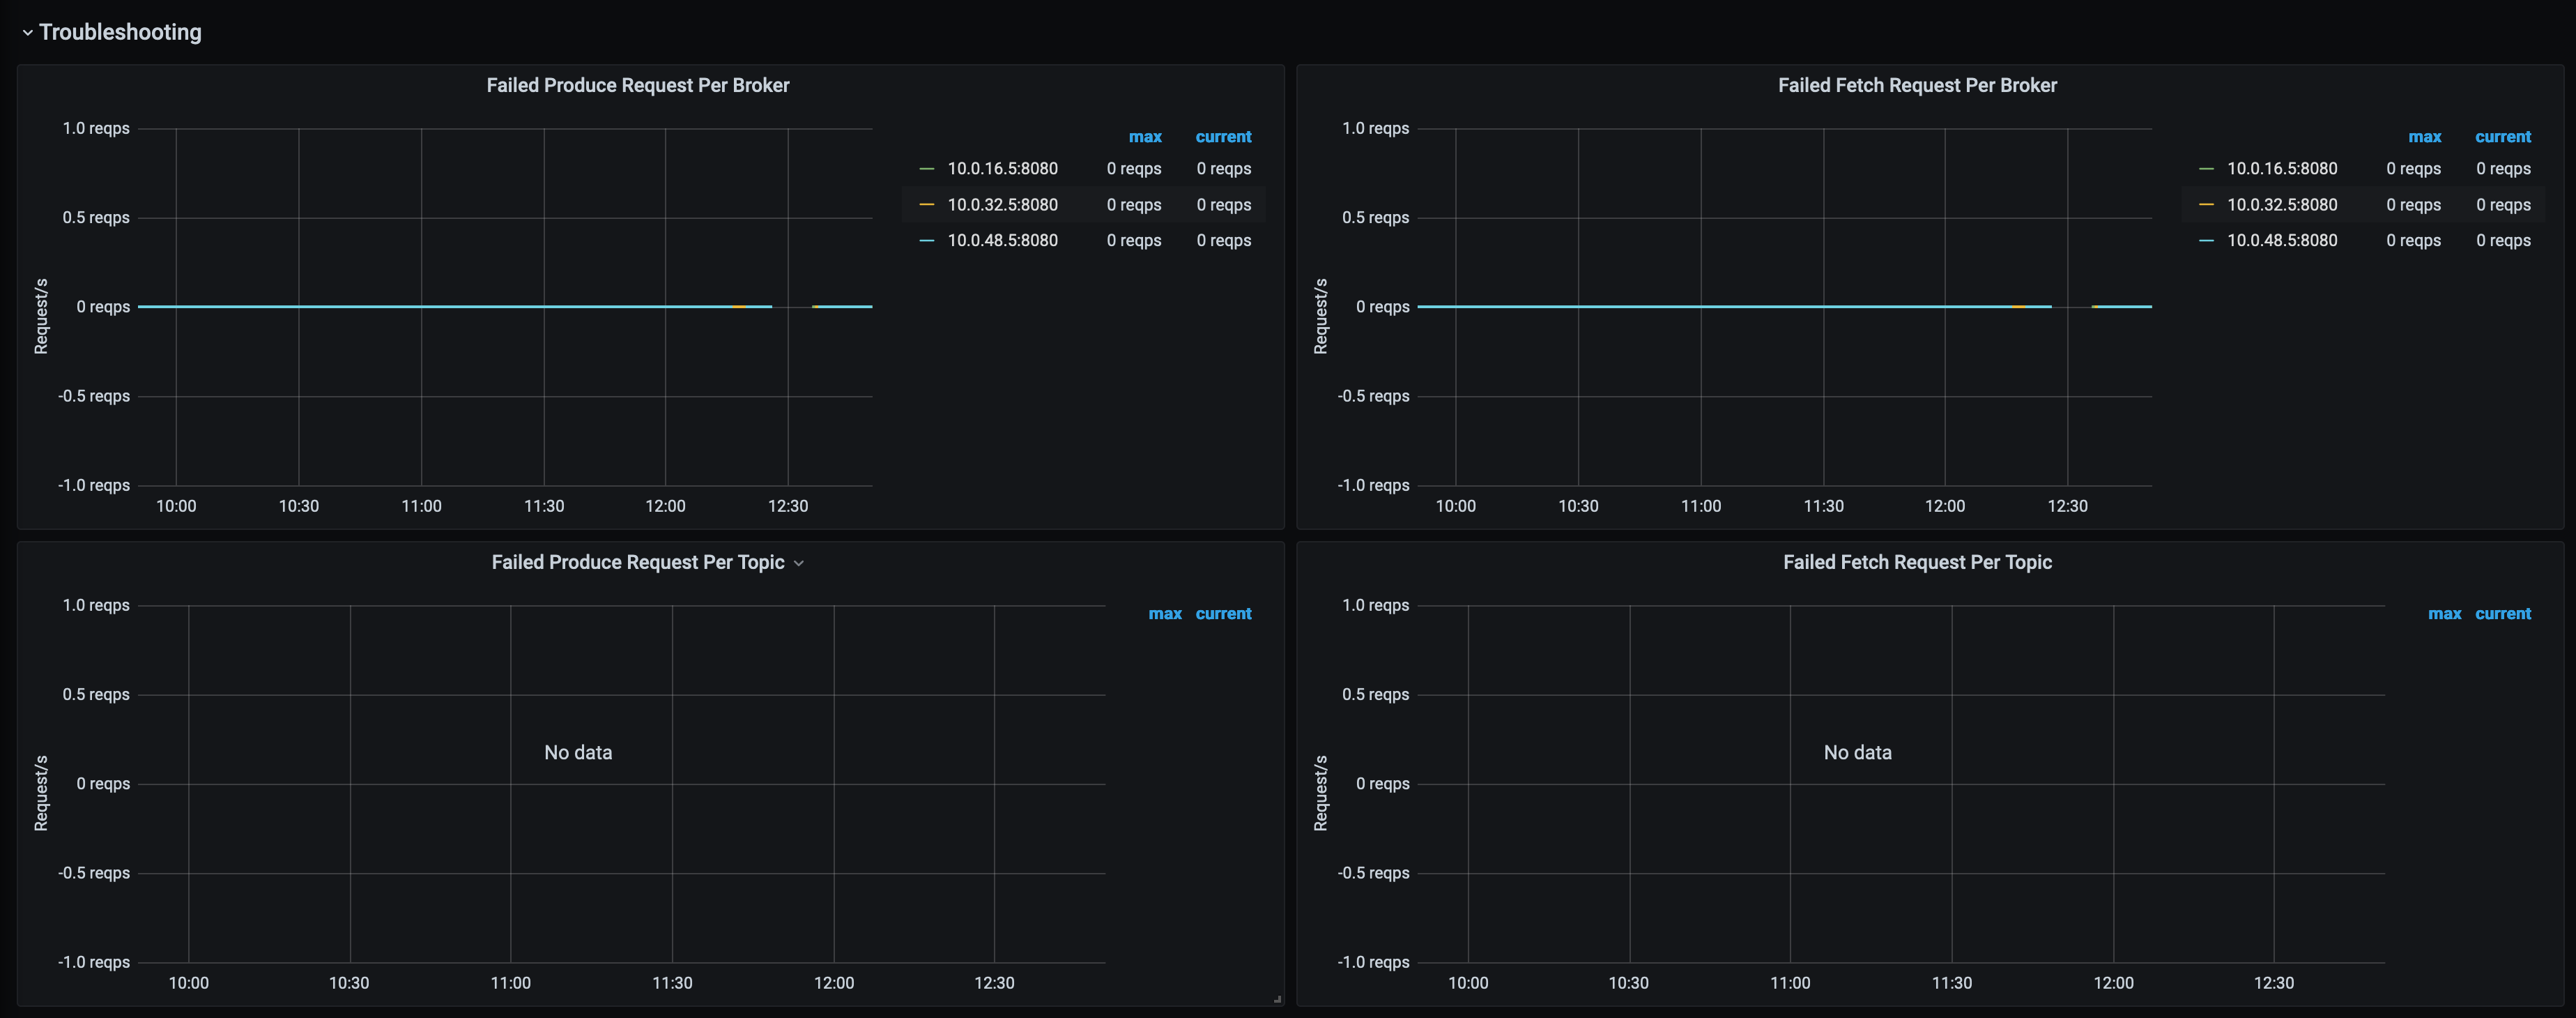 Troubleshooting
Failed Produce Request Per Broker
1.0 reqps
0.5 reqps
0 reqps
-0.5 reqps
-1.0 reqps
Request/s
10:00 10:30 11:00 11:30 12:00 12:30
max current
10.0.16.5:8080 0 reqps 0 reqps
10.0.32.5:8080 0 reqps 0 reqps
10.0.48.5:8080 0 reqps 0 reqps
Failed Fetch Request Per Broker
1.0 reqps
0.5 reqps
0 reqps
-0.5 reqps
-1.0 reqps
Request/s
10:00 10:30 11:00 11:30 12:00 12:30
max current
10.0.16.5:8080 0 reqps 0 reqps
10.0.32.5:8080 0 reqps 0 reqps
10.0.48.5:8080 0 reqps 0 reqps
Failed Produce Request Per Topic
1.0 reqps
0.5 reqps
0 reqps
-0.5 reqps
-1.0 reqps
Request/s
No data
10:00 10:30 11:00 11:30 12:00 12:30
max current
Failed Fetch Request Per Topic
1.0 reqps
0.5 reqps
0 reqps
-0.5 reqps
-1.0 reqps
Request/s
No data
10:00 10:30 11:00 11:30 12:00 12:30
max current